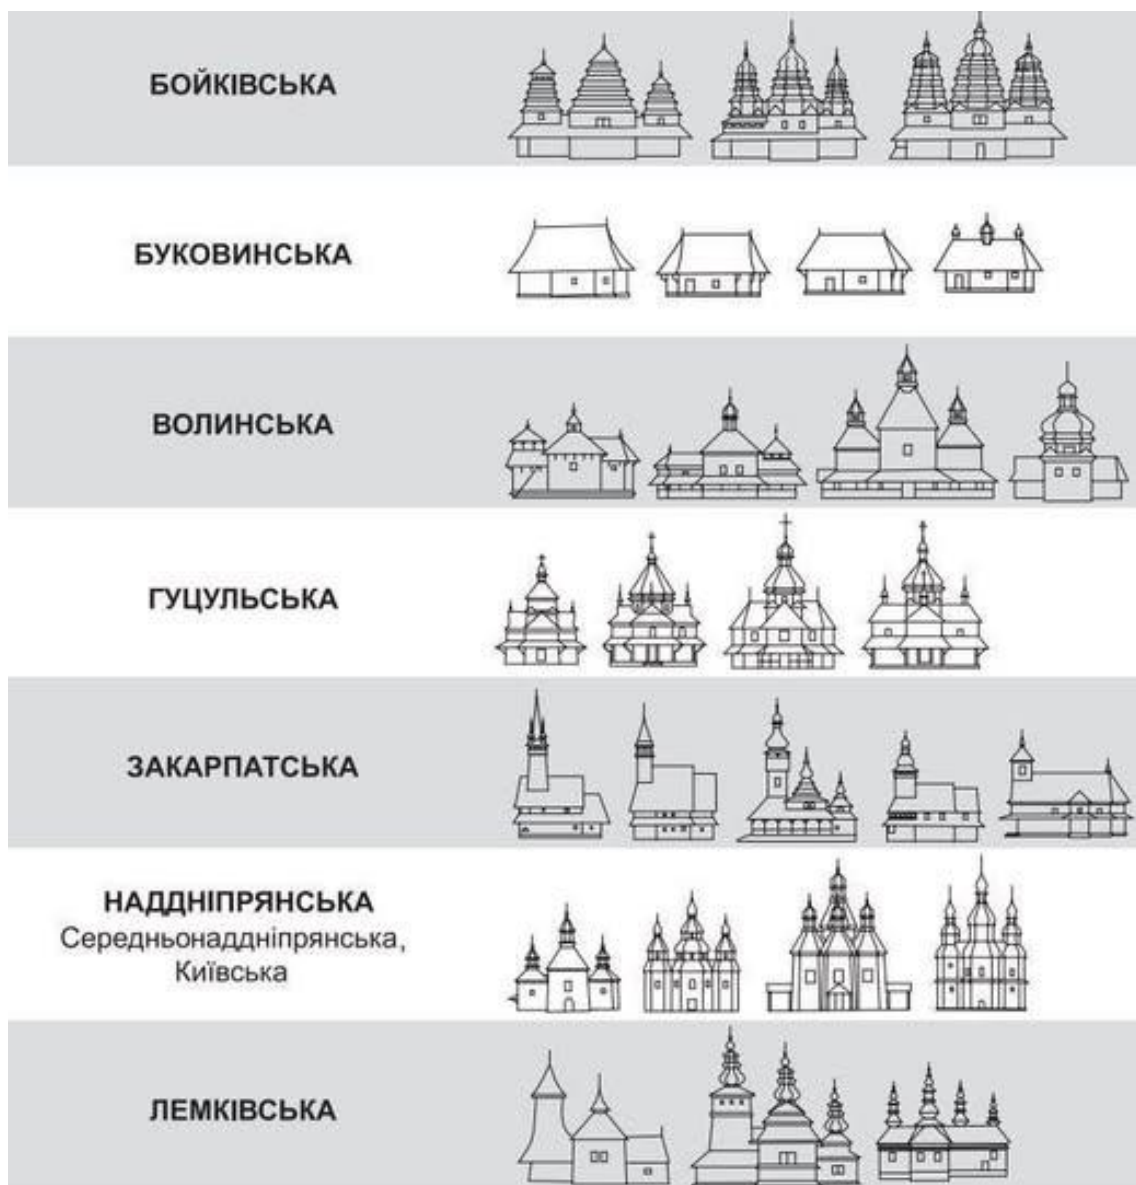 БОЙКІВСЬКА
БУКОВИНСЬКА
ВОЛИНСЬКА
ГУЦУЛЬСЬКА
ЗАКАРПАТСЬКА
НАДДНІПРЯНСЬКА
Середньонаддніпрянська,
Київська
ЛЕМКІВСЬКА